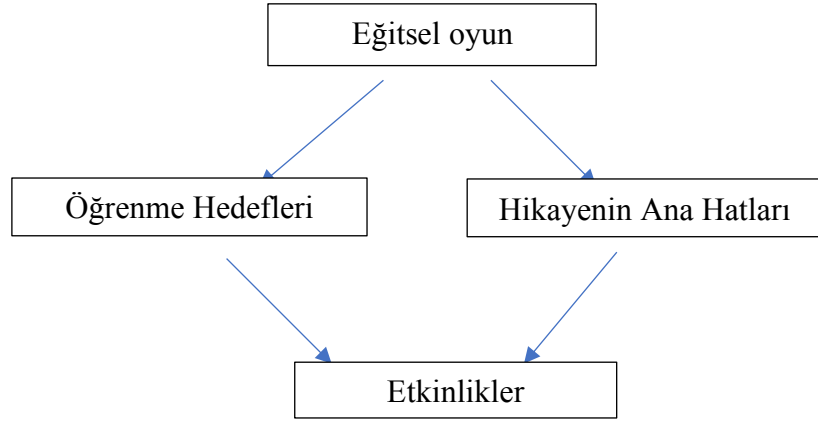 Eğitsel oyun
Öğrenme Hedefleri
Hikayenin Ana Hatları
Etkinlikler